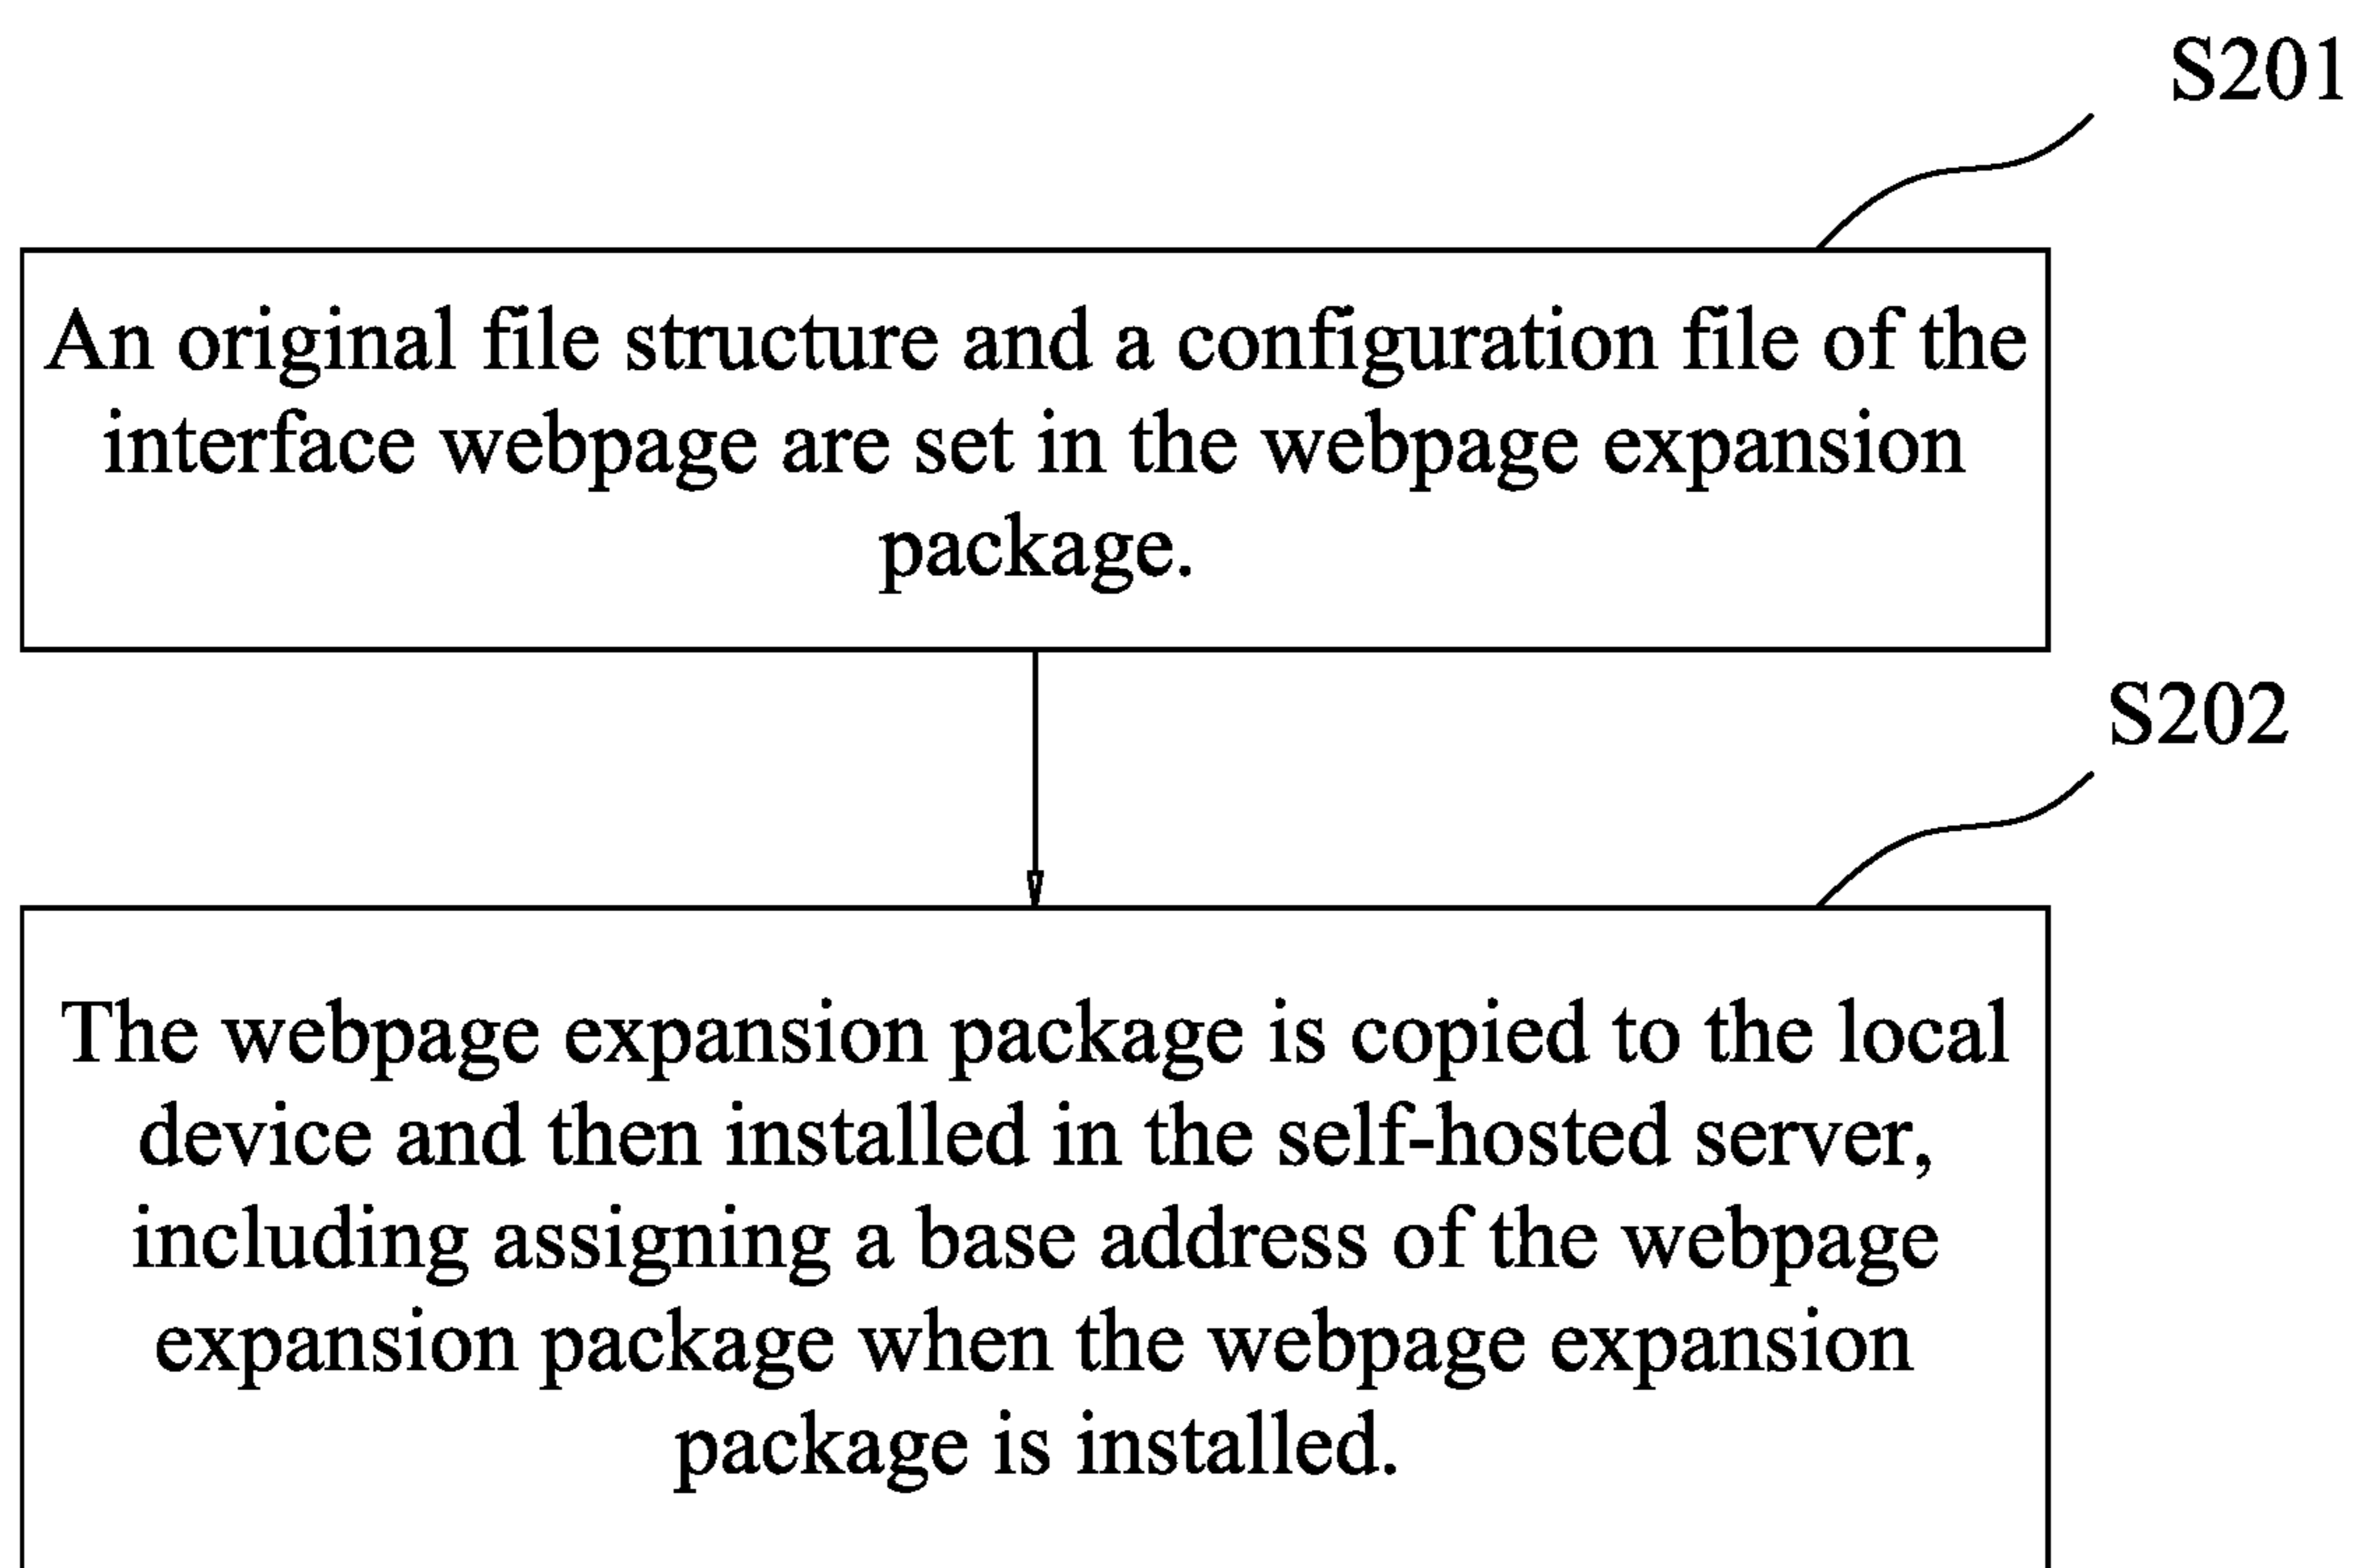 S201
An original file structure and a configuration file of the
interface webpage are set in the webpage expansion
package.
S202
The webpage expansion package is copied to the local
device and then installed in the self-hosted server,
including assigning a base address of the webpage
expansion package when the webpage expansion
package is installed.